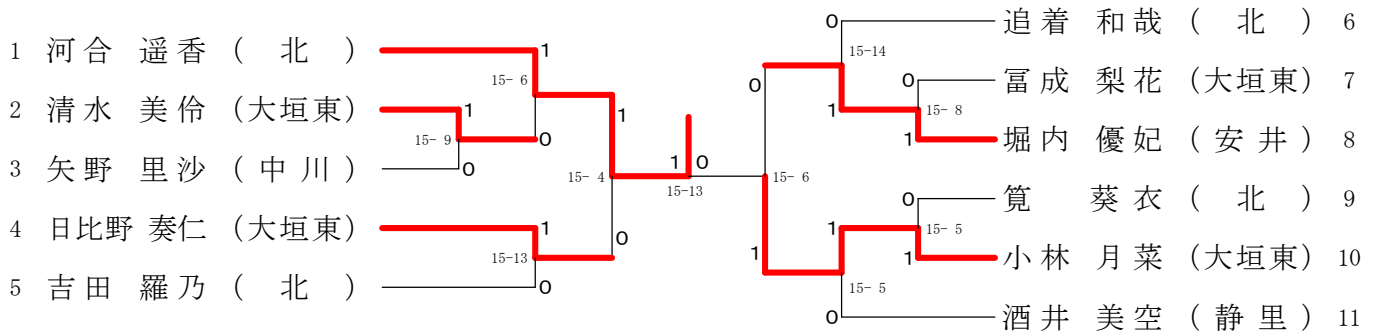 1 河合 遥香 ( 北 )
2 清水 美伶 (大垣東)
3 矢野 里沙 ( 中川 )
4 日比野 奏仁 (大垣東)
5 吉田 羅乃 ( 北 )
1
15- 6
0
1
15- 9
0
1
15- 4
0
1
15-13
0
1 0
15-13
0
15- 6
1
0
15-14
1
0
15- 8
1
0
15- 5
1
1
15- 5
0
追着 和哉 ( 北 ) 6
冨成 梨花 (大垣東) 7
堀内 優妃 ( 安井 ) 8
筧 葵衣 ( 北 ) 9
小林 月菜 (大垣東) 10
酒井 美空 ( 静里 ) 11